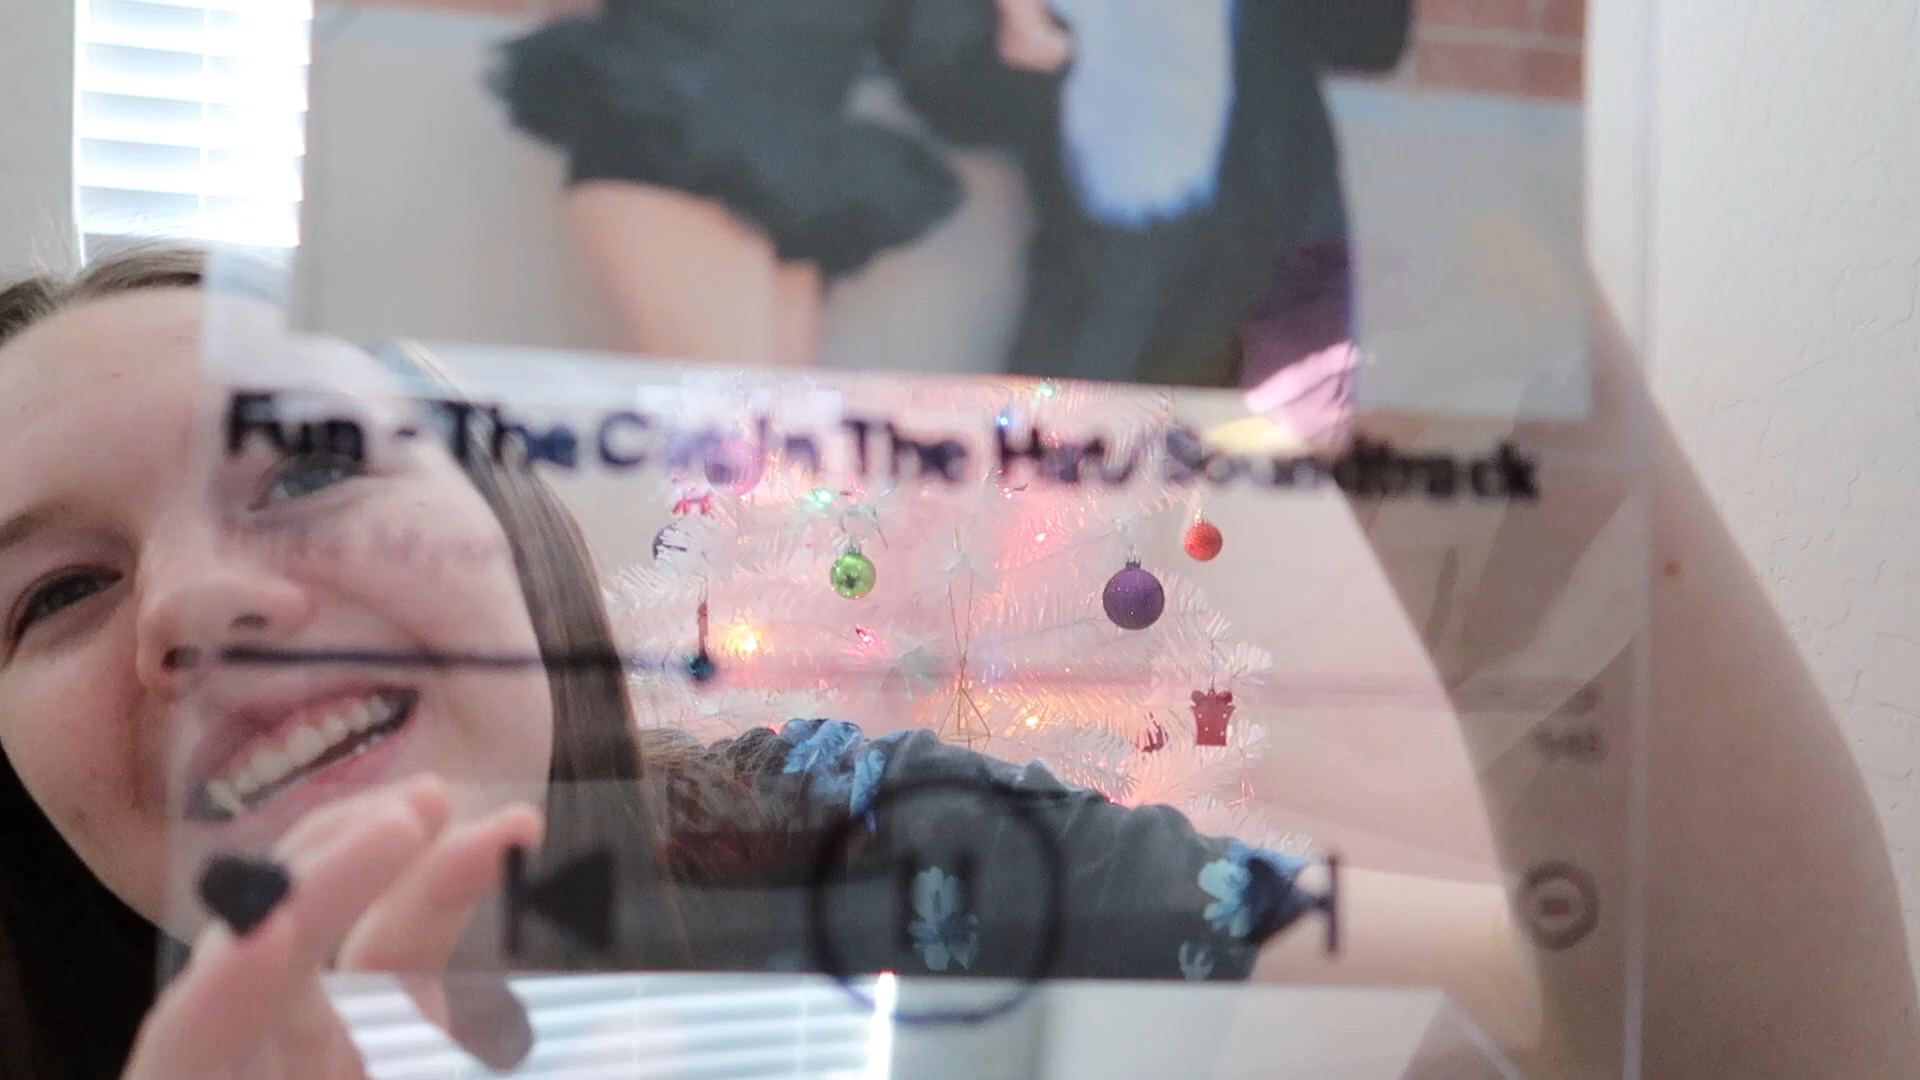 Fun - The Cat In The Hat/ Soundtrack